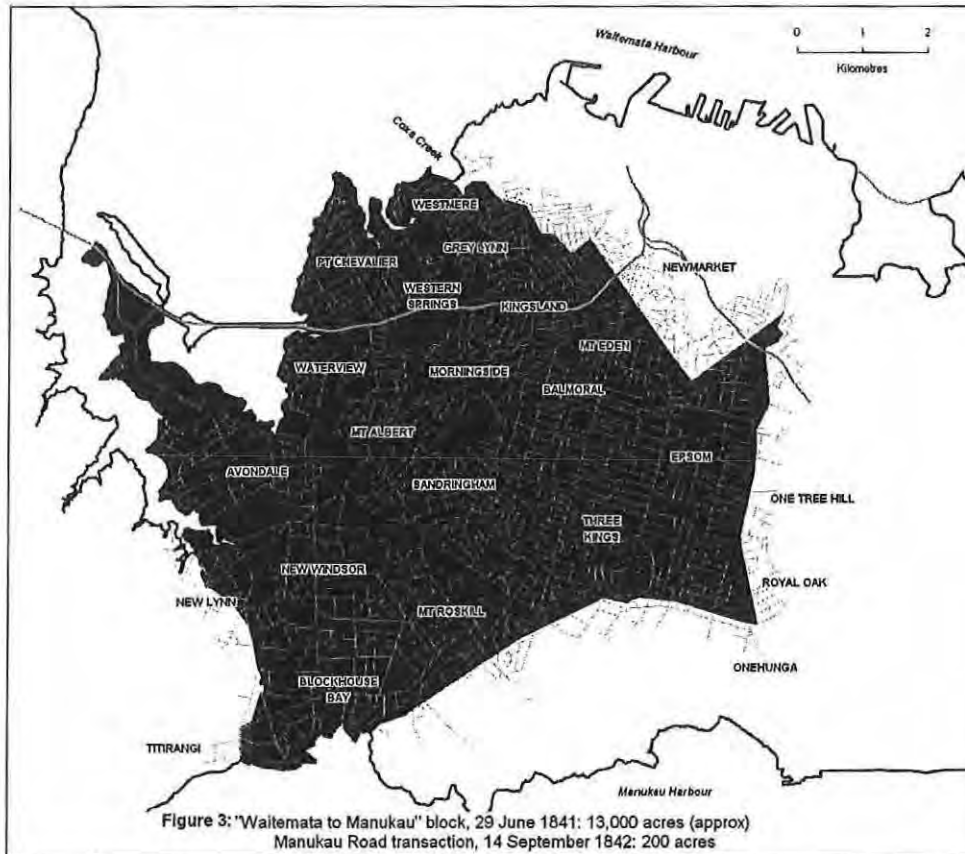 Waitemata Harbour
0 1 2
Kilometres
Coxs Creek
WESTMERE
GREY LYNN
PT CHEVALIER
NEWMARKET
WESTERN
SPRINGS
KINGSLAND
MT EDEN
WATERVIEW
MORNINGSIDE
BALMORAL
MT ALBERT
EPSOM
AVONDALE
SANDRINGHAM
ONE TREE HILL
THREE
KINGS
NEW WINDSOR
ROYAL OAK
NEW LYNN
MT ROSKILL
ONEHUNGA
BLOCKHOUSE
BAY
TITIRANGI
Manukau Harbour
Figure 3: "Waitemata to Manukau" block, 29 June 1841: 13,000 acres (approx)
Manukau Road transaction, 14 September 1842: 200 acres